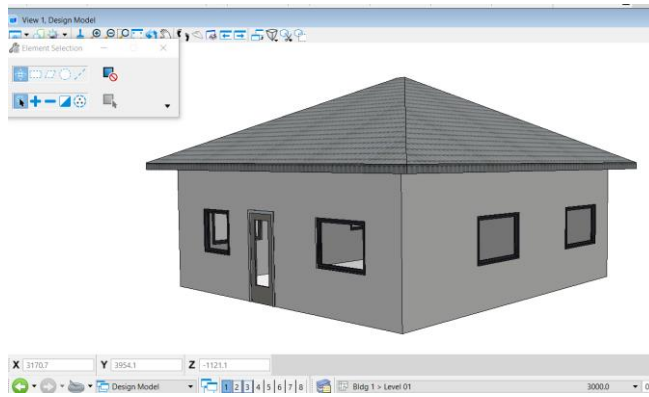 View 1, Design Model
Element Selection
X 3170.7 Y 3954.1 Z -1121.1
Design Model 1 2 3 4 5 6 7 8 Bldg 1 > Level 01 3000.0 0